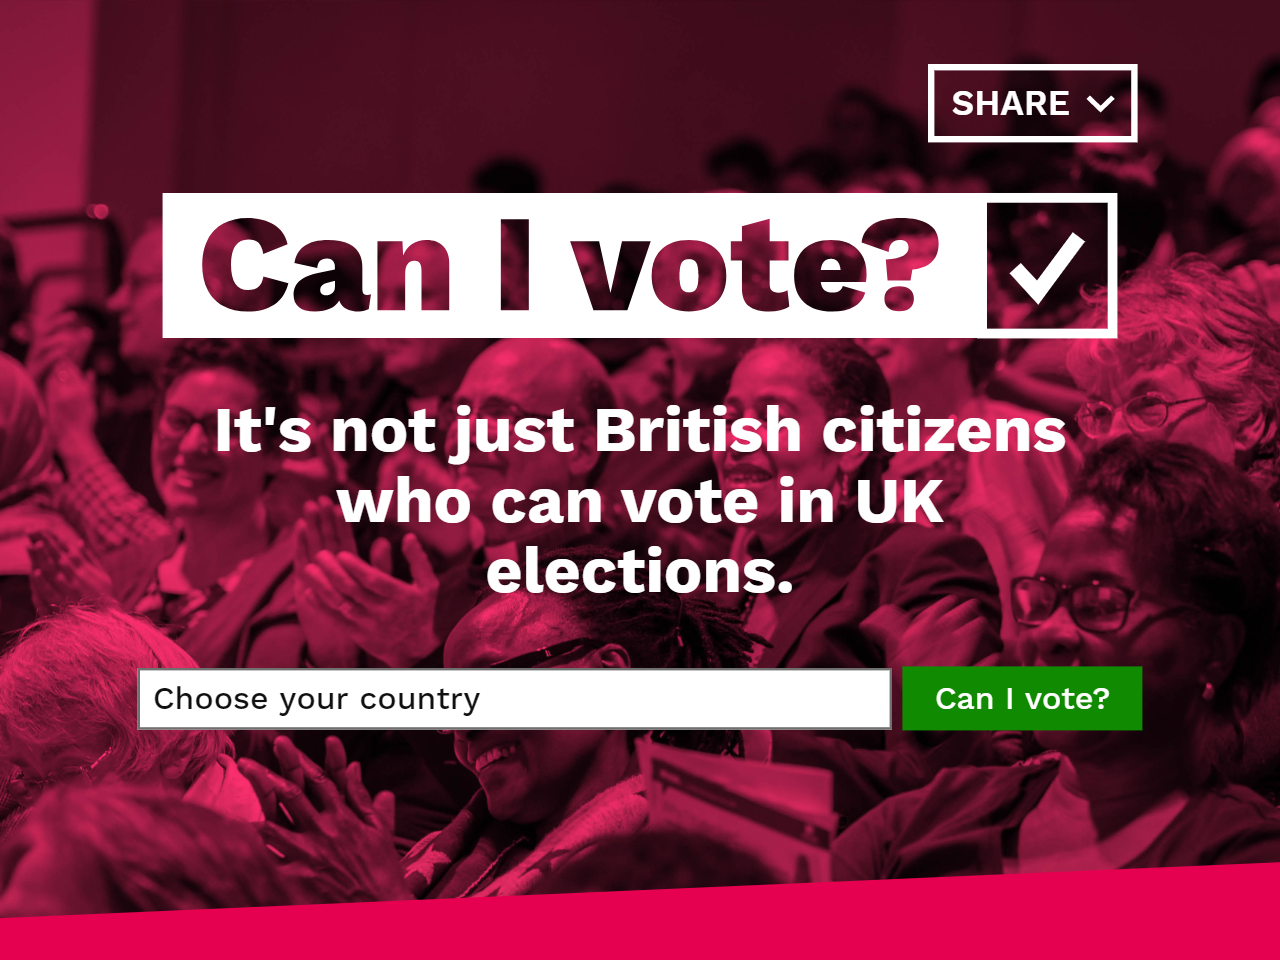 SHARE
Can I vote?
It's not just British citizens
who can vote in UK
elections.
Choose your country
Can I vote?